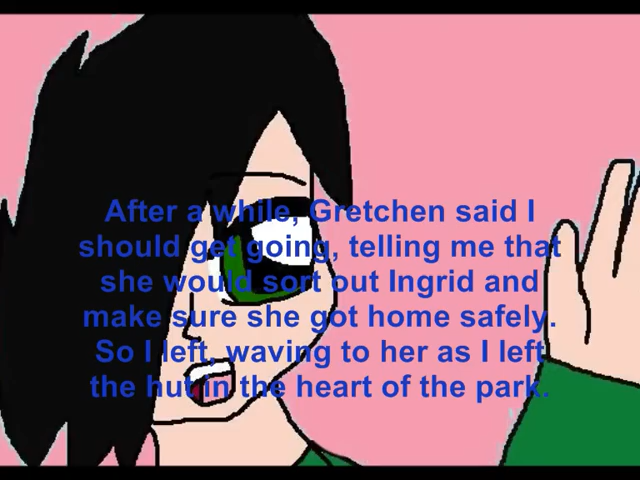 After a while, Gretchen said I
should get going, telling me that
she would sort out Ingrid and
make sure she got home safely.
So I left, waving to her as I left
the hut in the heart of the park.